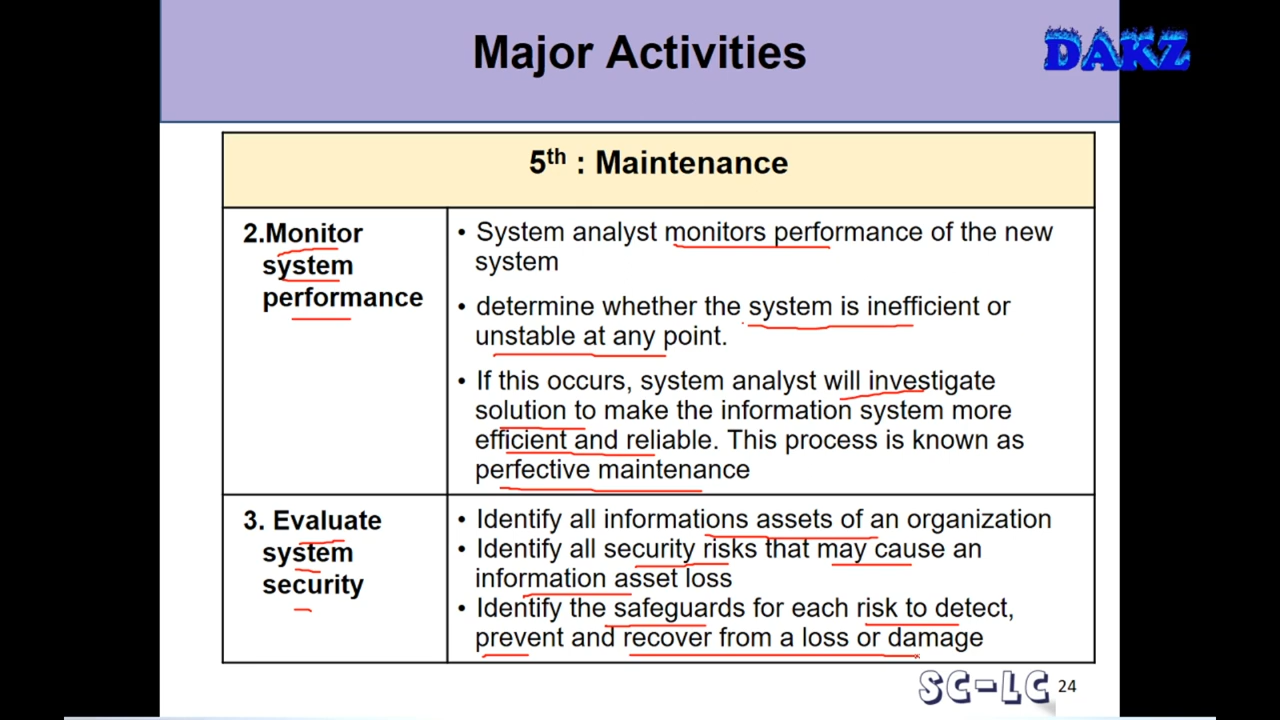 Major Activities
DAKZ
5th : Maintenance
2.Monitor
system
performance
• System analyst monitors performance of the new
system
• determine whether the system is inefficient or
unstable at any point.
• If this occurs, system analyst will investigate
solution to make the information system more
efficient and reliable. This process is known as
perfective maintenance
3. Evaluate
system
security
• Identify all informations assets of an organization
• Identify all security risks that may cause an
information asset loss
• Identify the safeguards for each risk to detect,
prevent and recover from a loss or damage
SC-LC 24